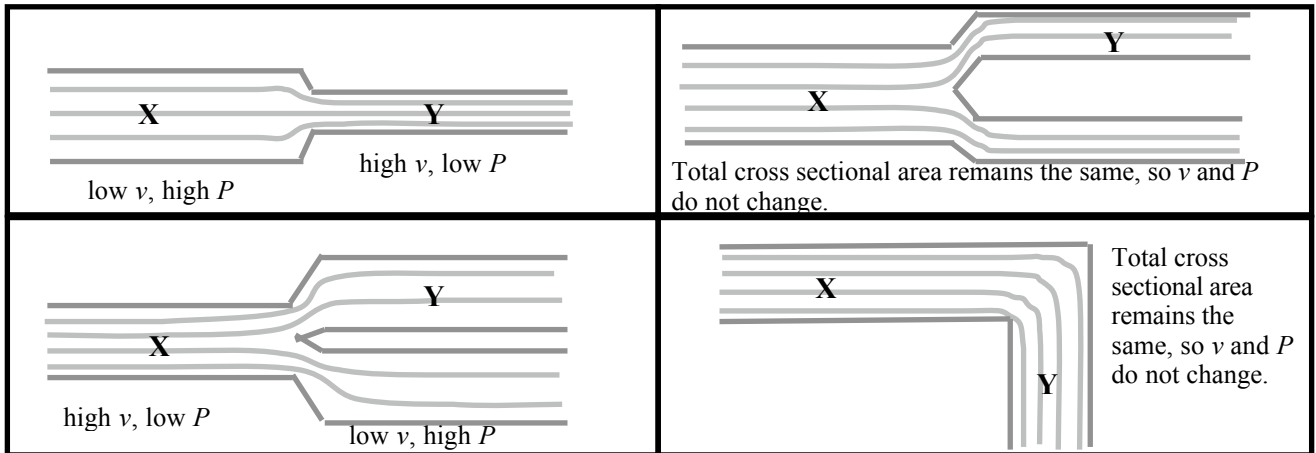 X
Y
high v, low P
low v, high P
Y
X
Total cross sectional area remains the same, so v and P
do not change.
Y
X
high v, low P
low v, high P
X
Y
Total cross
sectional area
remains the
same, so v and P
do not change.